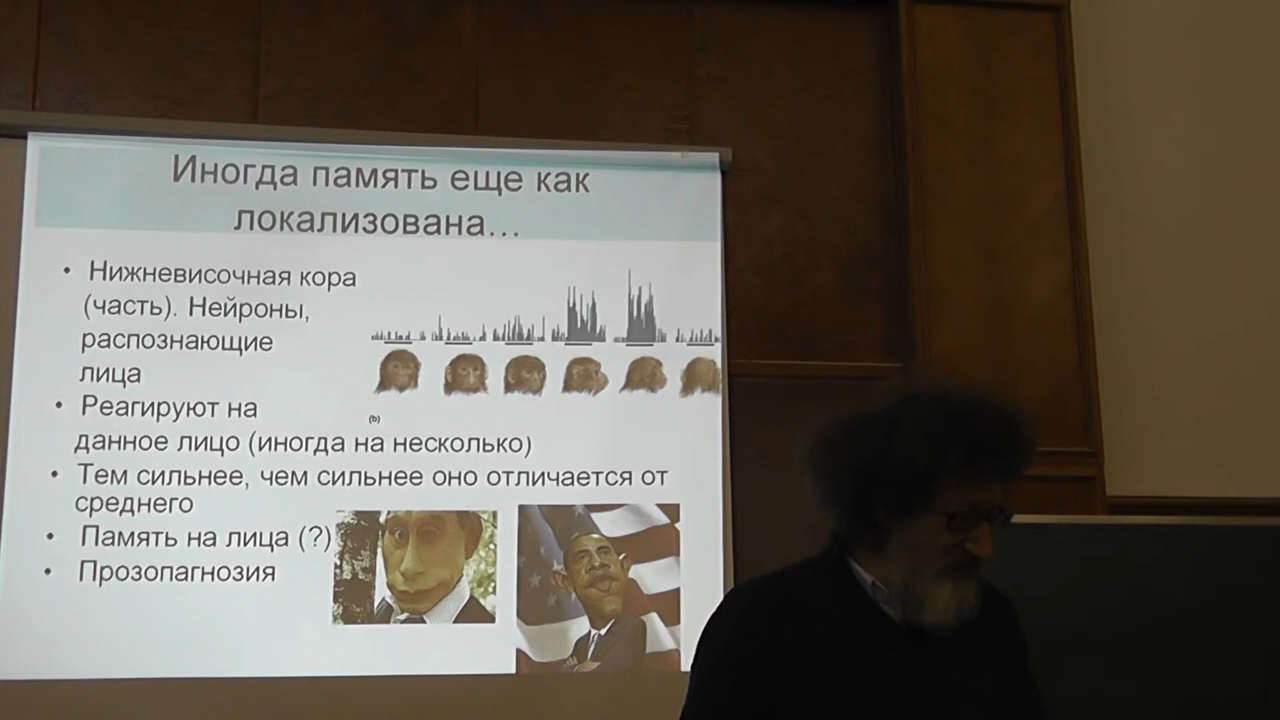 Иногда память еще как
локализована...
• Нижневисочная кора
(часть). Нейроны,
распознающие
лица
• Реагируют на
данное лицо (иногда на несколько)
• Тем сильнее, чем сильнее оно отличается от
среднего
• Память на лица (?)
• Прозопагнозия
(b)